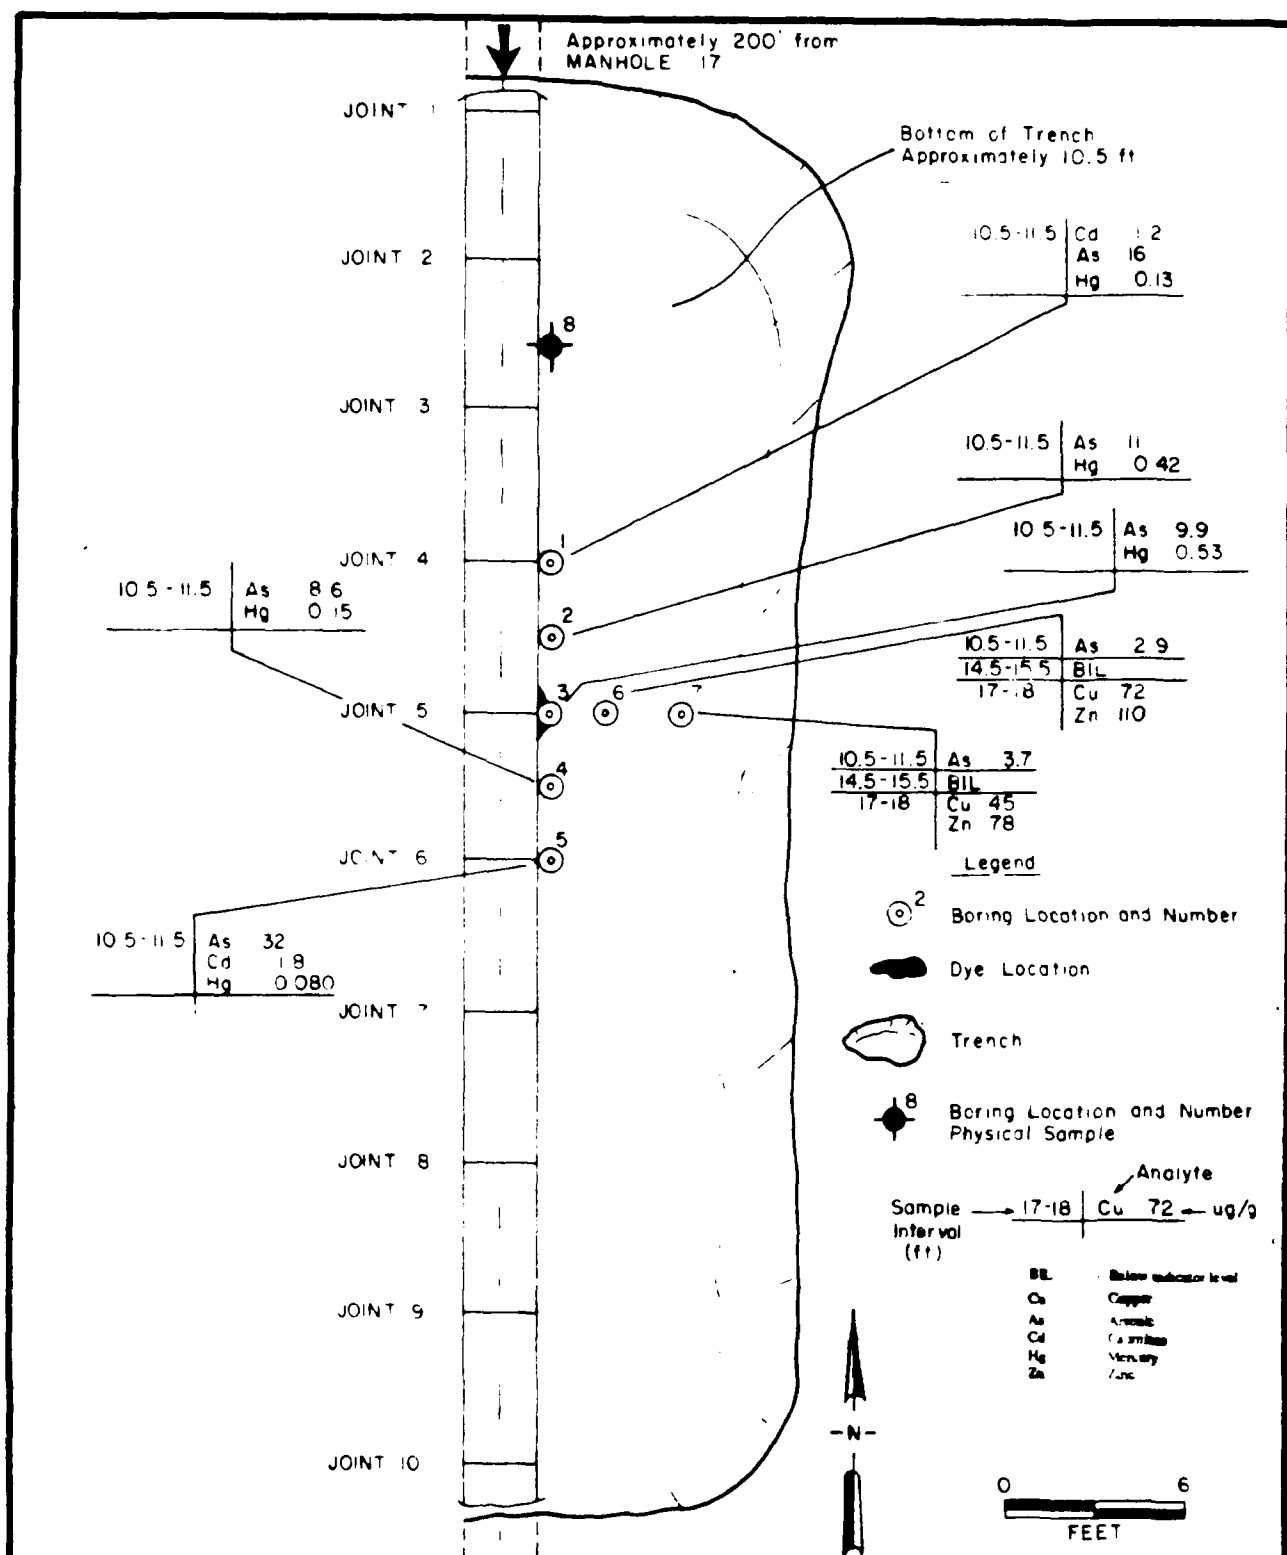 Approximately 200' from
MANHOLE 17
JOINT 1
Bottom of Trench
Approximately 10.5 ft
JOINT 2
10.5-11.5 Cd 1.2
As 16
Hg 0.13
8
JOINT 3
10.5-11.5 As 11
Hg 0.42
10.5-11.5 As 9.9
Hg 0.53
JOINT 4
1
10.5-11.5 As 8.6
Hg 0.15
2
10.5-11.5 As 2.9
14.5-15.5 BIL
17-18 Cu 72
Zn 110
JOINT 5
3 6 7
10.5-11.5 As 3.7
14.5-15.5 BIL
17-18 Cu 45
Zn 78
4
JOINT 6
5
10.5-11.5 As 32
Cd 1.8
Hg 0.080
JOINT 7
JOINT 8
JOINT 9
JOINT 10
Legend
2 Boring Location and Number
Dye Location
Trench
8 Boring Location and Number
Physical Sample
Analyte
Sample 17-18 Cu 72 ug/g
Interval
(ft)
BIL Below indicator level
Cu Copper
As Arsenic
Cd Cadmium
Hg Mercury
Zn Zinc
-N-
0 6
FEET